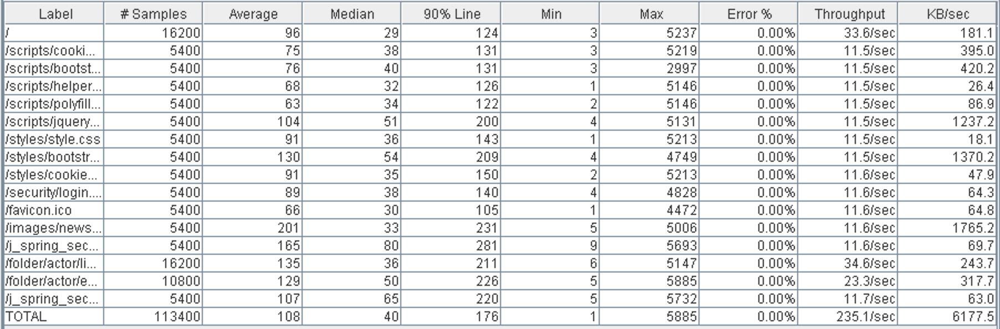 Label # Samples Average Median 90% Line Min Max Error % Throughput KB/sec
/ 16200 96 29 124 3 5237 0.00% 33.6/sec 181.1
/scripts/cooki... 5400 75 38 131 3 5219 0.00% 11.5/sec 395.0
/scripts/bootst... 5400 76 40 131 3 2997 0.00% 11.5/sec 420.2
/scripts/helper... 5400 68 32 126 1 5146 0.00% 11.5/sec 26.4
/scripts/polyfill... 5400 63 34 122 2 5146 0.00% 11.5/sec 86.9
/scripts/jquery... 5400 104 51 200 4 5131 0.00% 11.5/sec 1237.2
/styles/style.css 5400 91 36 143 1 5213 0.00% 11.5/sec 18.1
/styles/bootstr... 5400 130 54 209 4 4749 0.00% 11.5/sec 1370.2
/styles/cookie... 5400 91 35 150 2 5213 0.00% 11.6/sec 47.9
/security/login.... 5400 89 38 140 4 4828 0.00% 11.6/sec 64.3
/favicon.ico 5400 66 30 105 1 4472 0.00% 11.6/sec 64.8
/images/news... 5400 201 33 231 5 5006 0.00% 11.6/sec 1765.2
/j_spring_sec... 5400 165 80 281 9 5693 0.00% 11.6/sec 69.7
/folder/actor/li... 16200 135 36 211 6 5147 0.00% 34.6/sec 243.7
/folder/actor/e... 10800 129 50 226 5 5885 0.00% 23.3/sec 317.7
/j_spring_sec... 5400 107 65 220 5 5732 0.00% 11.7/sec 63.0
TOTAL 113400 108 40 176 1 5885 0.00% 235.1/sec 6177.5